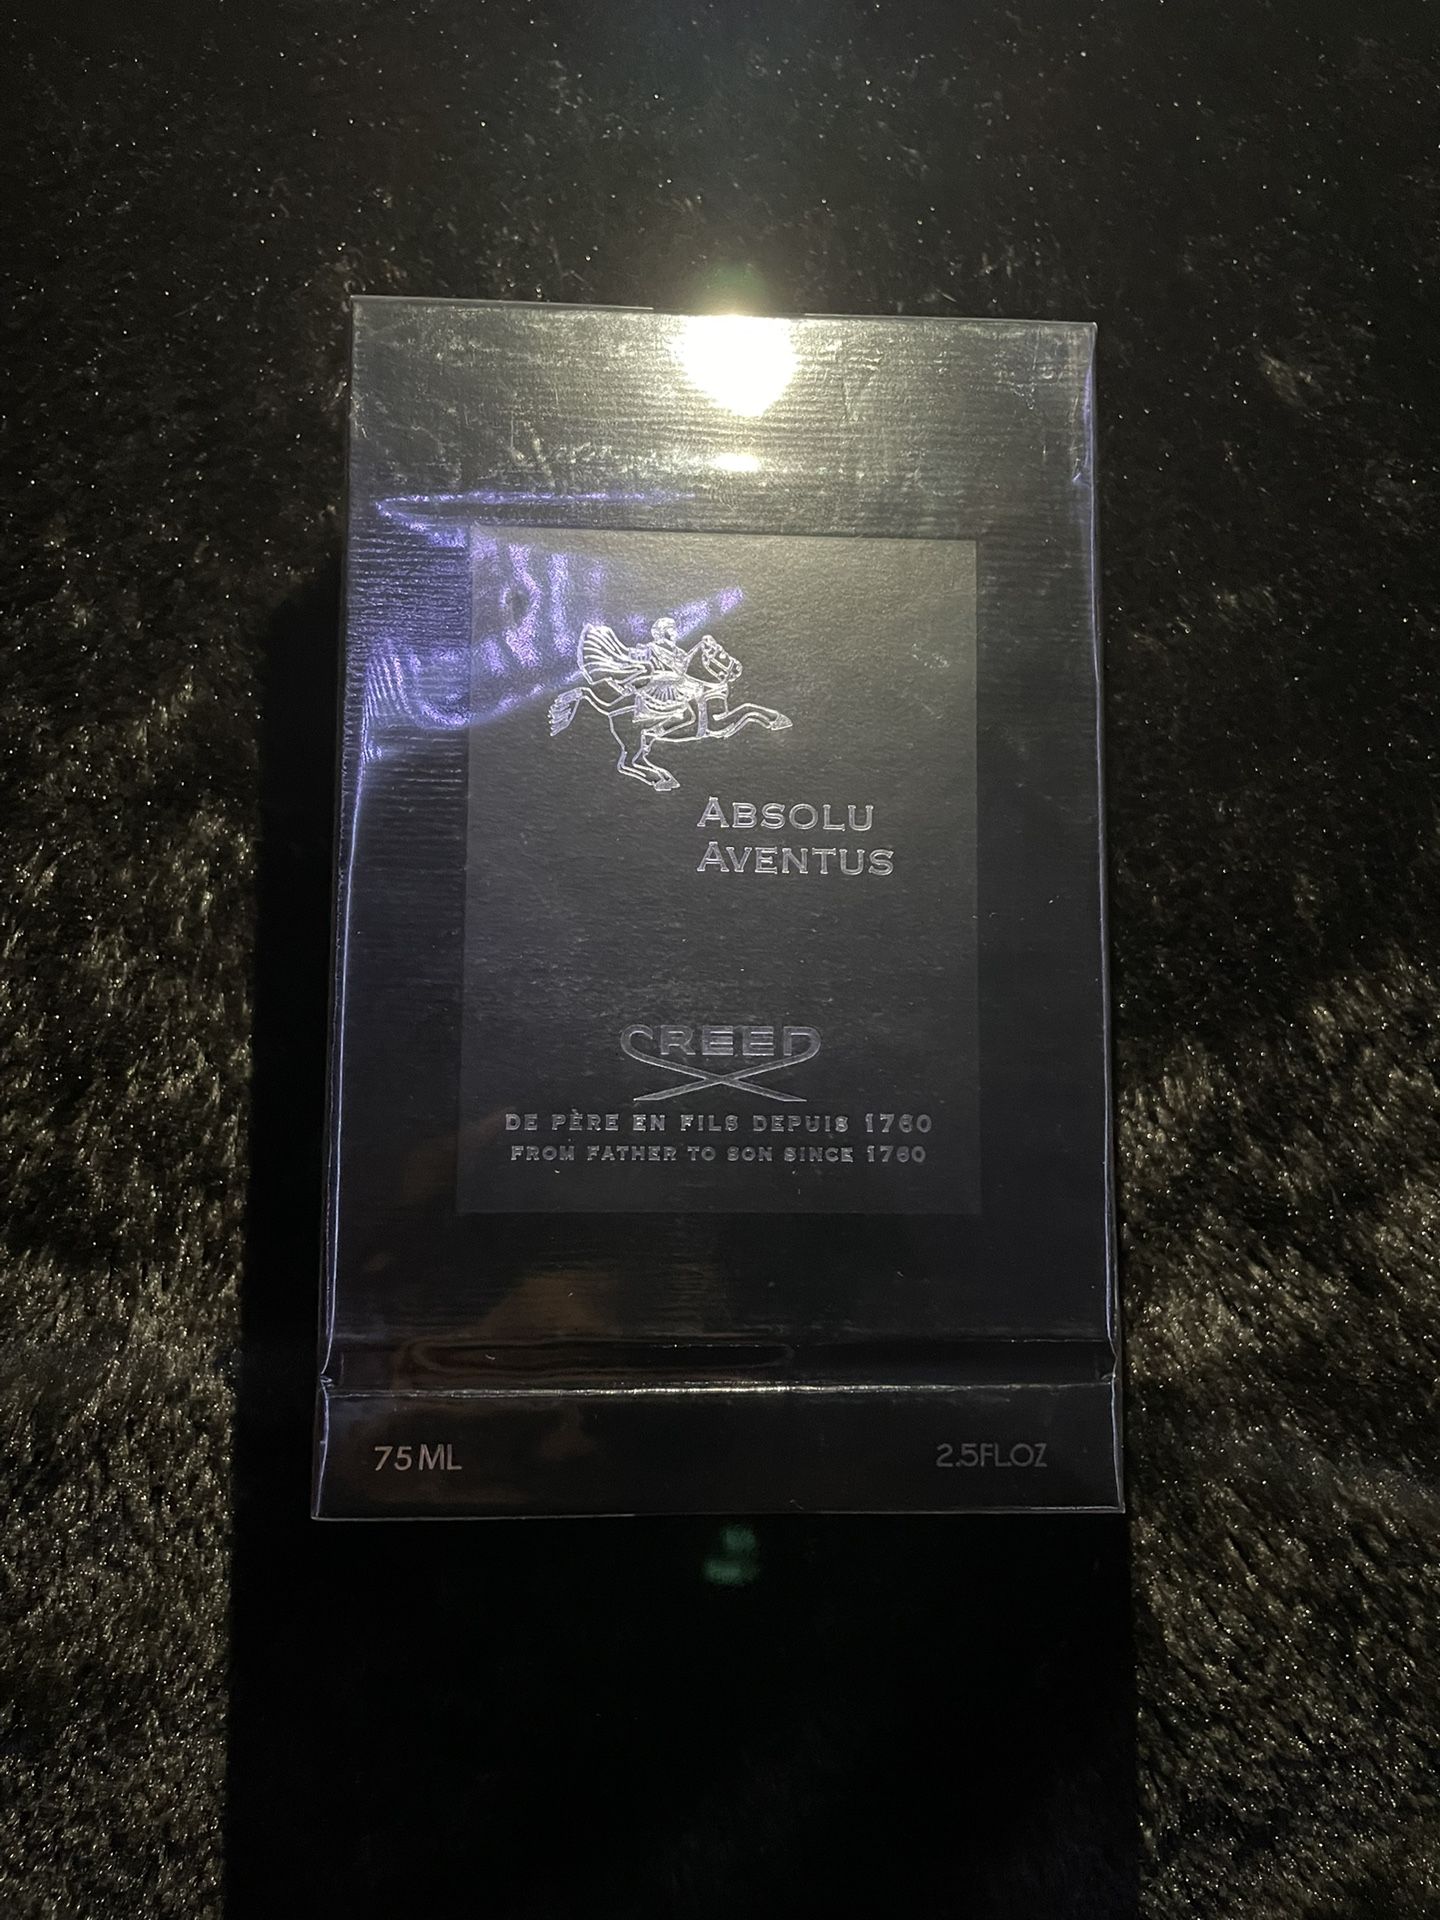 ABSOLU
AVENTUS
CREED
DE PÈRE EN FILS DEPUIS 1760
FROM FATHER TO SON SINCE 1760
75 ML
2.5FL.OZ